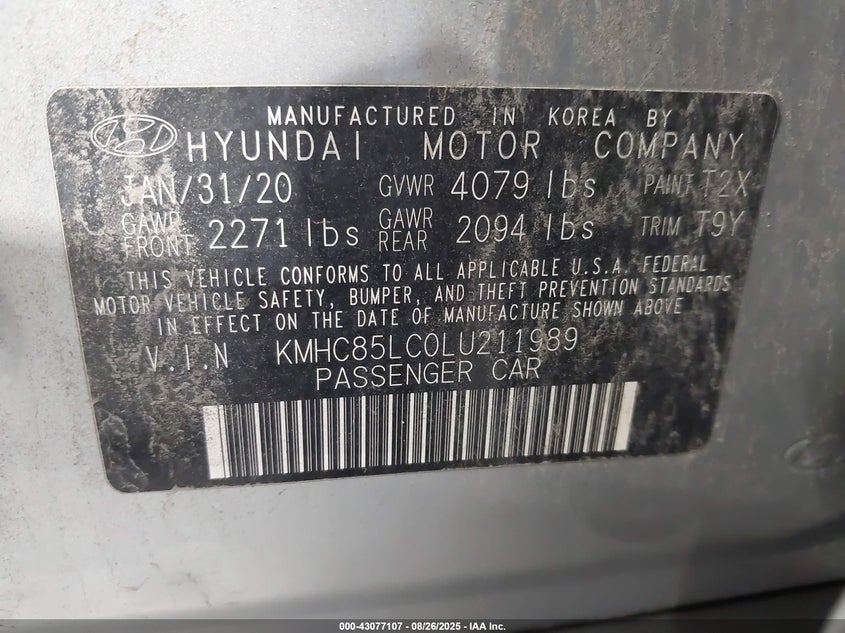 MANUFACTURED IN KOREA BY
HYUNDAI MOTOR COMPANY
JAN/31/20 GVWR 4079 lbs PAINT T2X
GAWR FRONT 2271 lbs GAWR REAR 2094 lbs TRIM T9Y
THIS VEHICLE CONFORMS TO ALL APPLICABLE U.S.A. FEDERAL
MOTOR VEHICLE SAFETY, BUMPER, AND THEFT PREVENTION STANDARDS
IN EFFECT ON THE DATE OF MANUFACTURE SHOWN ABOVE
V.I.N KMHC85LC0LU211989
PASSENGER CAR
000-43077107 - 08/26/2025 - IAA Inc.